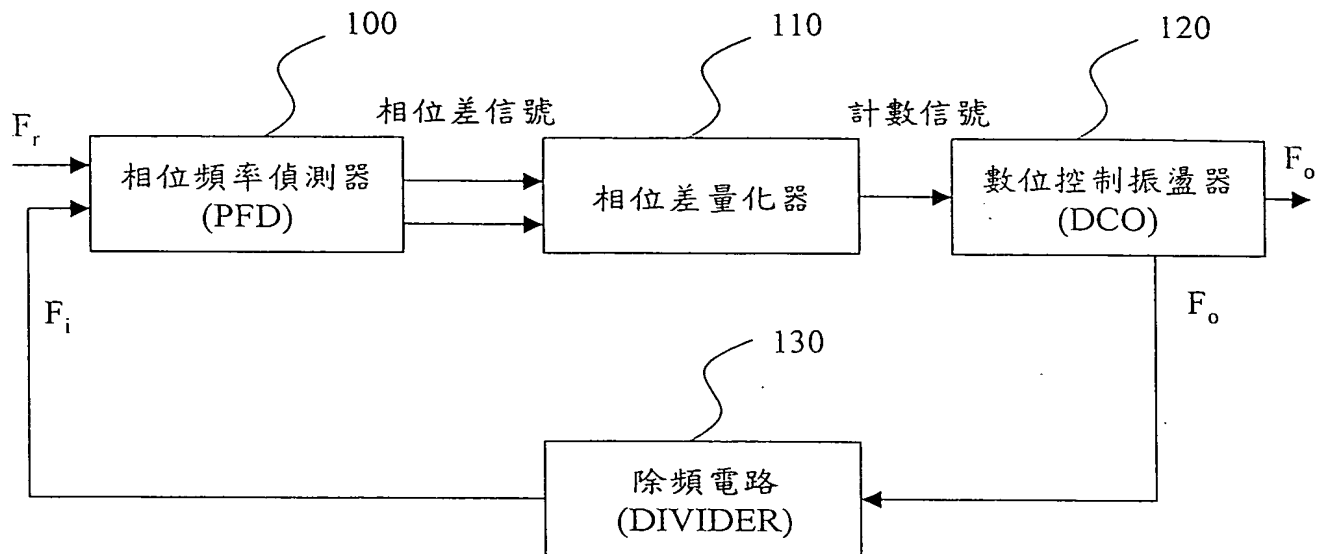 100
110
120
相位差信號
計數信號
F_r
相位頻率偵測器
(PFD)
相位差量化器
數位控制振盪器
(DCO)
F_o
F_i
F_o
130
除頻電路
(DIVIDER)